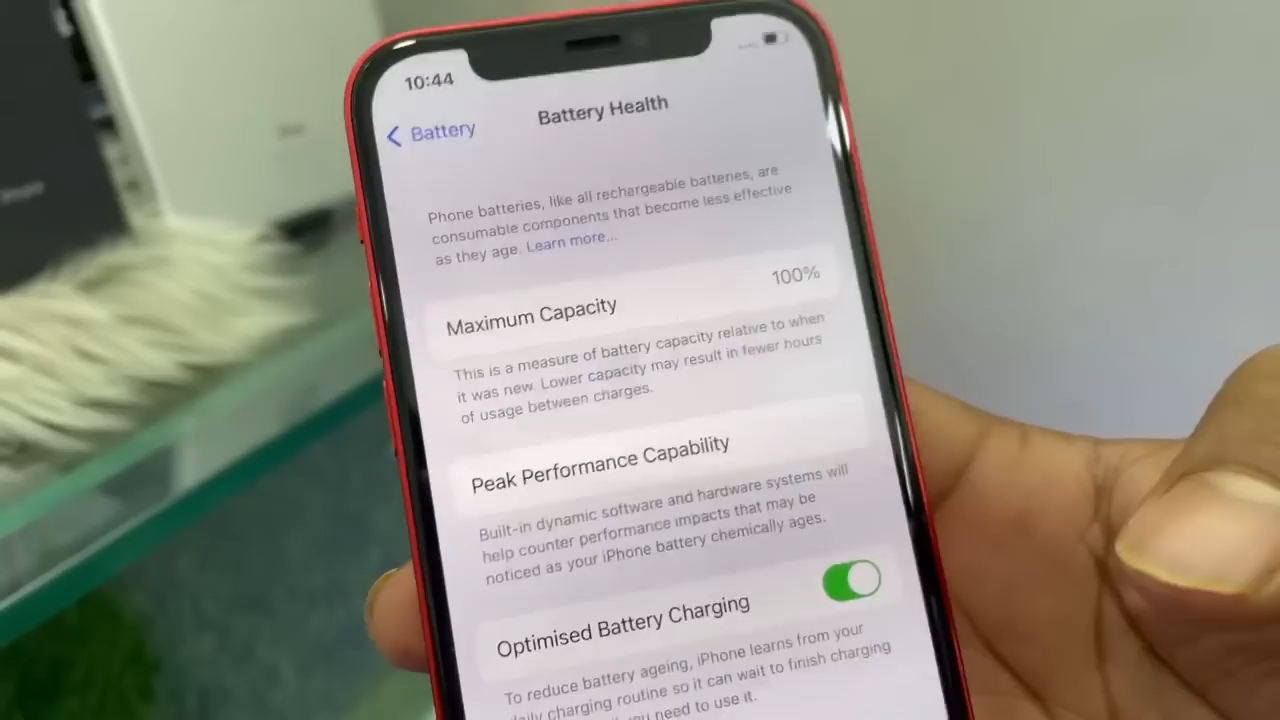 10:44
Battery
Battery Health
Phone batteries, like all rechargeable batteries, are
consumable components that become less effective
as they age. Learn more...
Maximum Capacity
100%
This is a measure of battery capacity relative to when
it was new. Lower capacity may result in fewer hours
of usage between charges.
Peak Performance Capability
Built-in dynamic software and hardware systems will
help counter performance impacts that may be
noticed as your iPhone battery chemically ages.
Optimised Battery Charging
To reduce battery ageing, iPhone learns from your
daily charging routine so it can wait to finish charging
you need to use it.